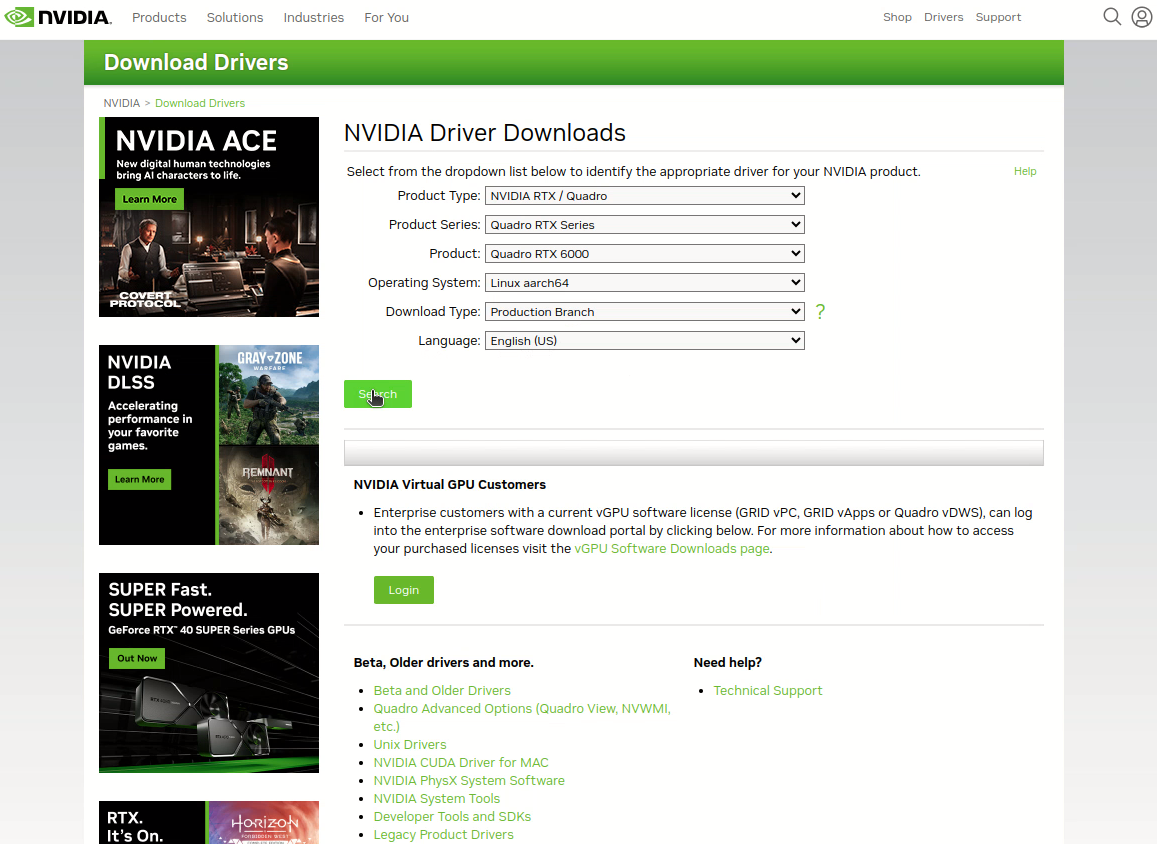 NVIDIA.
Products Solutions Industries For You
Shop Drivers Support
Download Drivers
NVIDIA > Download Drivers
NVIDIA ACE
New digital human technologies
bring AI characters to life.
Learn More
COVERT
PROTOCOL
NVIDIA
DLSS
Accelerating
performance in
your favorite
games.
Learn More
GRAY ZONE
WARFARE
REMNANT
SUPER Fast.
SUPER Powered.
GeForce RTX™ 40 SUPER Series GPUs
Out Now
RTX.
It's On.
HORIZON
FORBIDDEN WEST
NVIDIA Driver Downloads
Select from the dropdown list below to identify the appropriate driver for your NVIDIA product.
Help
Product Type: NVIDIA RTX / Quadro
Product Series: Quadro RTX Series
Product: Quadro RTX 6000
Operating System: Linux aarch64
Download Type: Production Branch ?
Language: English (US)
Search
NVIDIA Virtual GPU Customers
Enterprise customers with a current vGPU software license (GRID vPC, GRID vApps or Quadro vDWS), can log
into the enterprise software download portal by clicking below. For more information about how to access
your purchased licenses visit the vGPU Software Downloads page.
Login
Beta, Older drivers and more.
Beta and Older Drivers
Quadro Advanced Options (Quadro View, NVWMI,
etc.)
Unix Drivers
NVIDIA CUDA Driver for MAC
NVIDIA PhysX System Software
NVIDIA System Tools
Developer Tools and SDKs
Legacy Product Drivers
Need help?
Technical Support